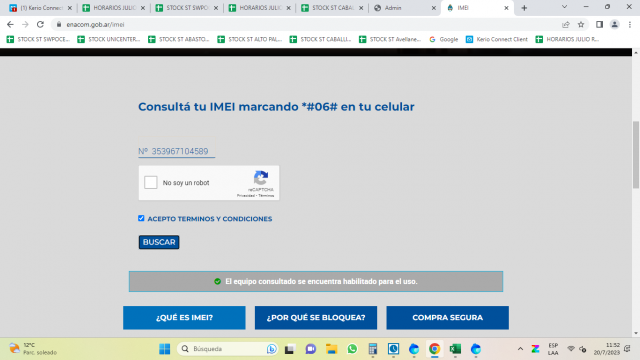 (1) Kerio Connect
HORARIOS JULIO
STOCK ST SWPOC
HORARIOS JULIO
STOCK ST CABAL
Admin
IMEI
enacom.gob.ar/imei
STOCK ST SWPOCE...
STOCK UNICENTER...
STOCK ST ABASTO...
STOCK ST ALTO PAL...
STOCK ST CABALLI...
STOCK ST Avellane...
Google
Kerio Connect Client
HORARIOS JULIO P...
Consultá tu IMEI marcando *#06# en tu celular
Nº 353967104589
No soy un robot
reCAPTCHA
Privacidad - Términos
ACEPTO TERMINOS Y CONDICIONES
BUSCAR
El equipo consultado se encuentra habilitado para el uso.
¿QUÉ ES IMEI?
¿POR QUÉ SE BLOQUEA?
COMPRA SEGURA
12°C
Parc. soleado
Búsqueda
ESP
LAA
11:52
20/7/2023